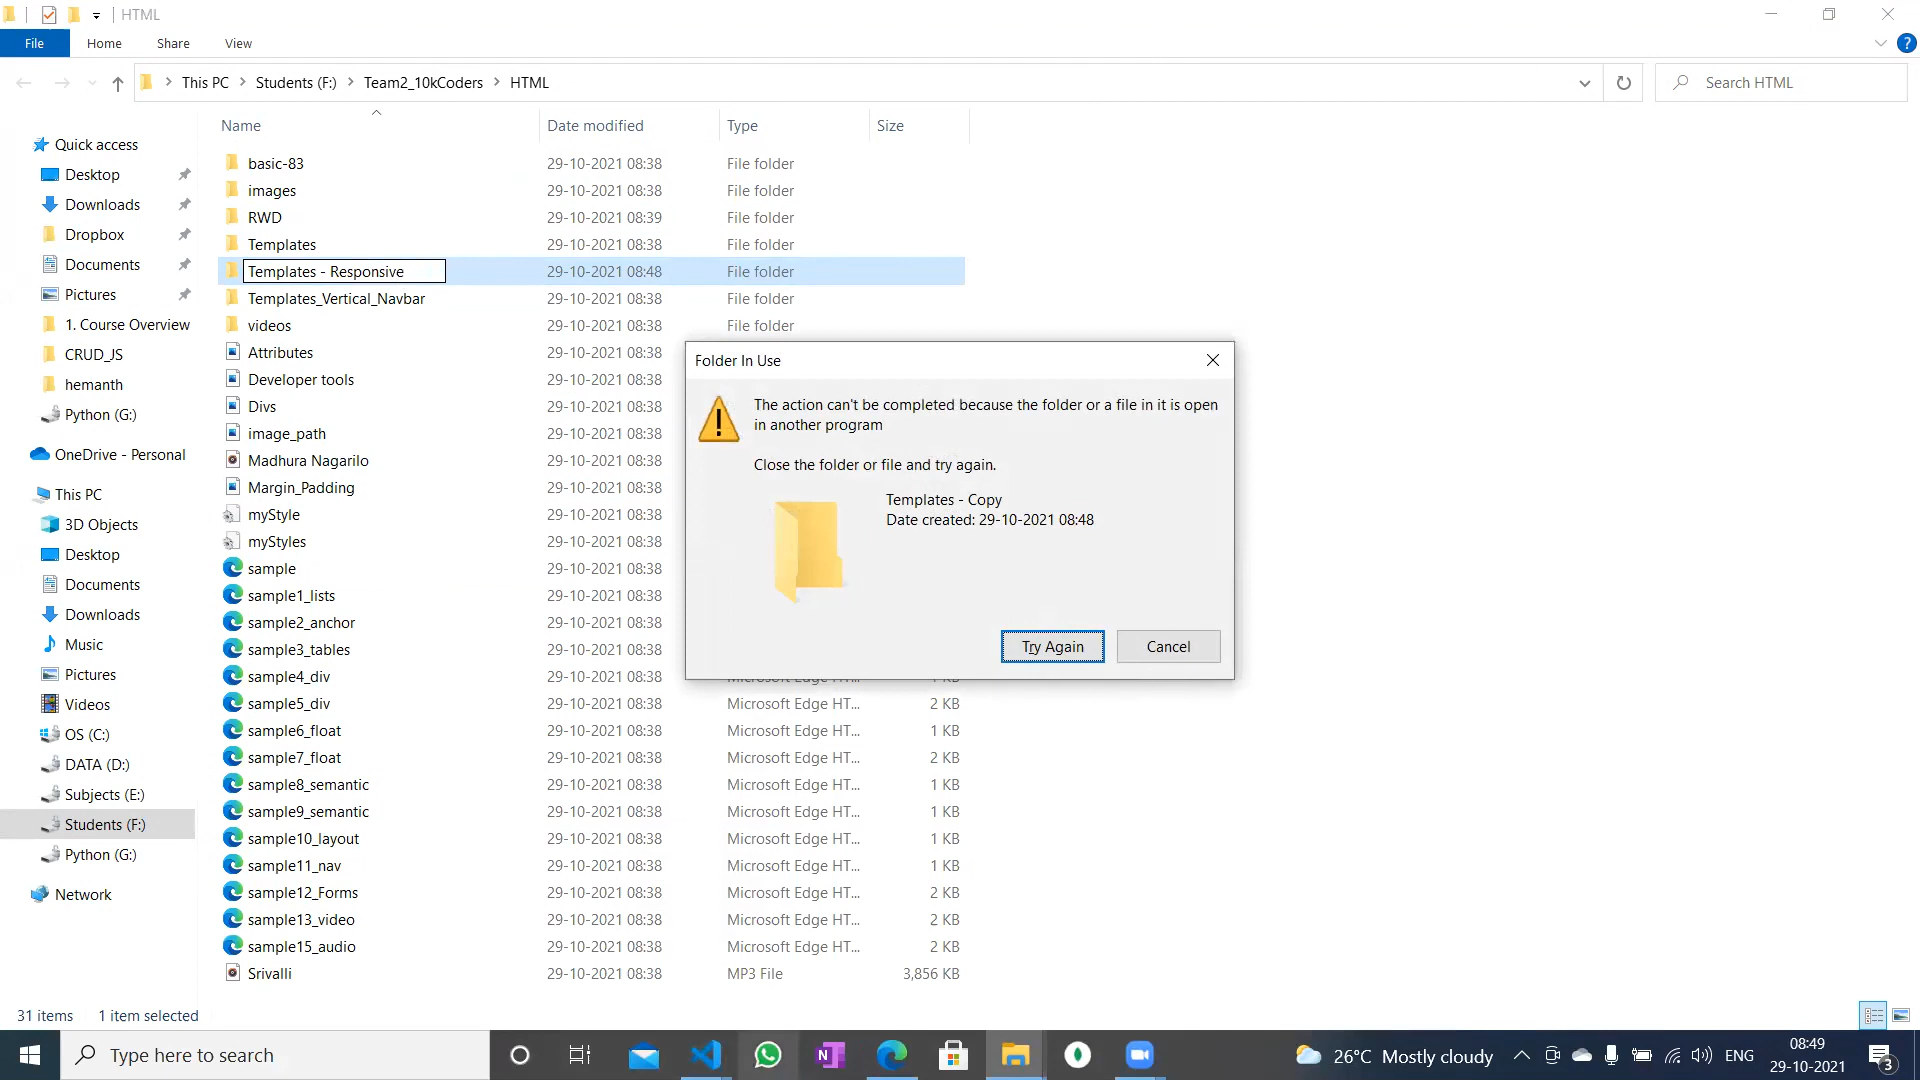 HTML
File Home Share View
This PC Students (F:) Team2_10kCoders HTML
Search HTML
Name Date modified Type Size
Quick access
Desktop
Downloads
Dropbox
Documents
Pictures
1. Course Overview
CRUD_JS
hemanth
Python (G:)
OneDrive - Personal
This PC
3D Objects
Desktop
Documents
Downloads
Music
Pictures
Videos
OS (C:)
DATA (D:)
Subjects (E:)
Students (F:)
Python (G:)
Network
basic-83 29-10-2021 08:38 File folder
images 29-10-2021 08:38 File folder
RWD 29-10-2021 08:39 File folder
Templates 29-10-2021 08:38 File folder
Templates - Responsive 29-10-2021 08:48 File folder
Templates_Vertical_Navbar 29-10-2021 08:38 File folder
videos 29-10-2021 08:38 File folder
Attributes 29-10-2021 08:38
Developer tools 29-10-2021 08:38
Divs 29-10-2021 08:38
image_path 29-10-2021 08:38
Madhura Nagarilo 29-10-2021 08:38
Margin_Padding 29-10-2021 08:38
myStyle 29-10-2021 08:38
myStyles 29-10-2021 08:38
sample 29-10-2021 08:38
sample1_lists 29-10-2021 08:38
sample2_anchor 29-10-2021 08:38
sample3_tables 29-10-2021 08:38
sample4_div 29-10-2021 08:38 Microsoft Edge HT... 1 KB
sample5_div 29-10-2021 08:38 Microsoft Edge HT... 2 KB
sample6_float 29-10-2021 08:38 Microsoft Edge HT... 1 KB
sample7_float 29-10-2021 08:38 Microsoft Edge HT... 2 KB
sample8_semantic 29-10-2021 08:38 Microsoft Edge HT... 1 KB
sample9_semantic 29-10-2021 08:38 Microsoft Edge HT... 1 KB
sample10_layout 29-10-2021 08:38 Microsoft Edge HT... 1 KB
sample11_nav 29-10-2021 08:38 Microsoft Edge HT... 1 KB
sample12_Forms 29-10-2021 08:38 Microsoft Edge HT... 2 KB
sample13_video 29-10-2021 08:38 Microsoft Edge HT... 2 KB
sample15_audio 29-10-2021 08:38 Microsoft Edge HT... 2 KB
Srivalli 29-10-2021 08:38 MP3 File 3,856 KB
Folder In Use
The action can't be completed because the folder or a file in it is open
in another program
Close the folder or file and try again.
Templates - Copy
Date created: 29-10-2021 08:48
Try Again Cancel
31 items 1 item selected
Type here to search
26°C Mostly cloudy
ENG
08:49
29-10-2021
3